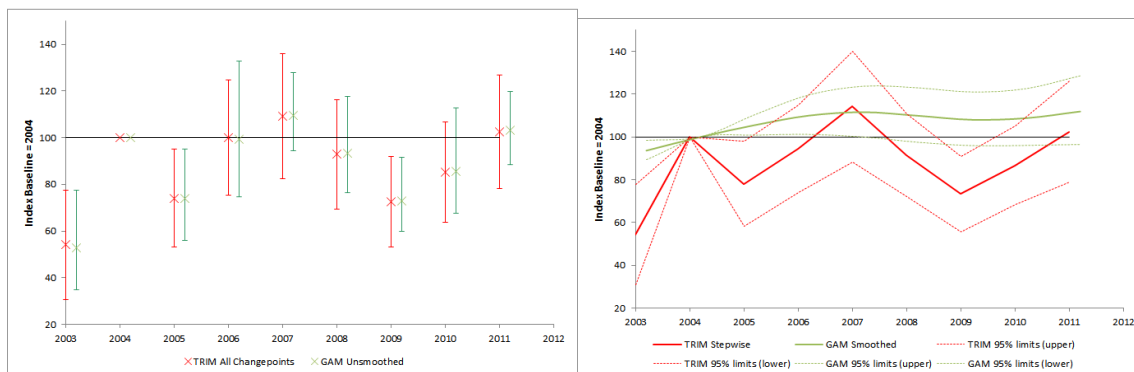 Index Baseline = 2004
140
120
100
80
60
40
20
2003 2004 2005 2006 2007 2008 2009 2010 2011 2012
TRIM All Changepoints GAM Unsmoothed
Index Baseline = 2004
140
120
100
80
60
40
20
2003 2004 2005 2006 2007 2008 2009 2010 2011 2012
TRIM Stepwise GAM Smoothed TRIM 95% limits (upper)
TRIM 95% limits (lower) GAM 95% limits (upper) GAM 95% limits (lower)